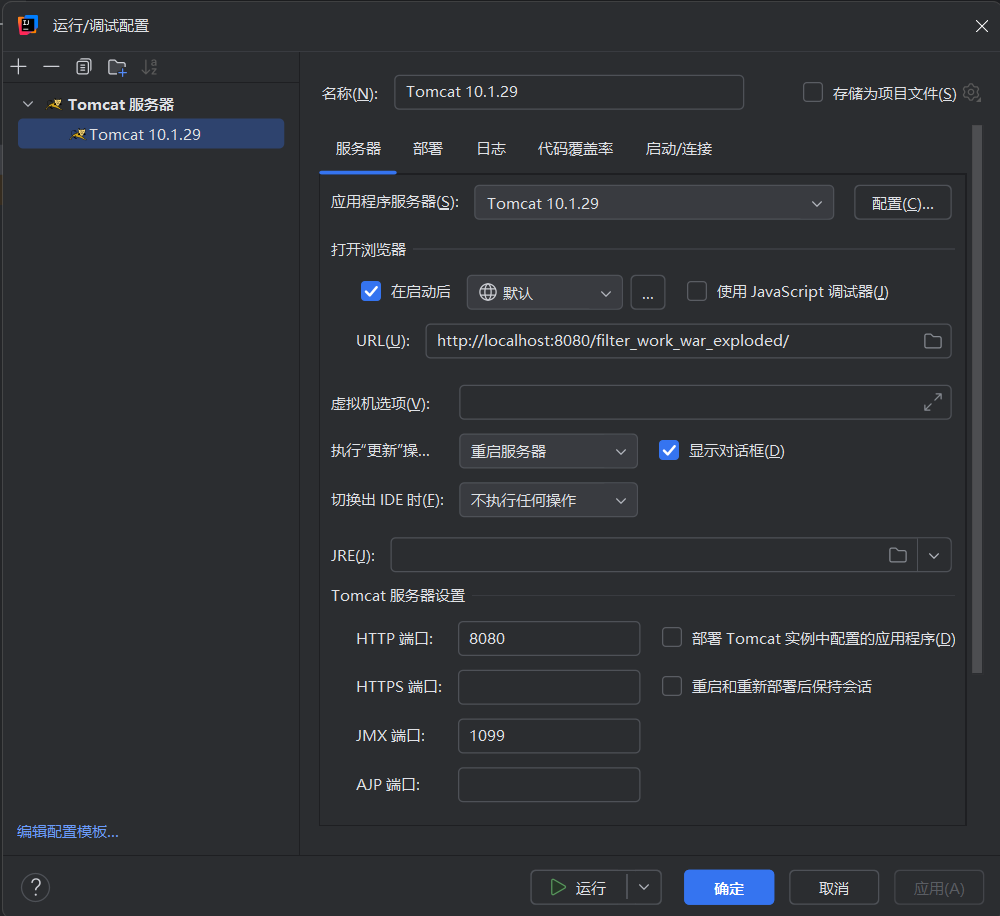 运行/调试配置
Tomcat 服务器
Tomcat 10.1.29
编辑配置模板...
名称(N): Tomcat 10.1.29 存储为项目文件(S)
服务器 部署 日志 代码覆盖率 启动/连接
应用程序服务器(S): Tomcat 10.1.29 配置(C)...
打开浏览器
在启动后 默认 ... 使用 JavaScript 调试器(J)
URL(U): http://localhost:8080/filter_work_war_exploded/
虚拟机选项(V):
执行“更新”操... 重启服务器 显示对话框(D)
切换出 IDE 时(F): 不执行任何操作
JRE(J):
Tomcat 服务器设置
HTTP 端口: 8080 部署 Tomcat 实例中配置的应用程序(D)
HTTPS 端口: 重启和重新部署后保持会话
JMX 端口: 1099
AJP 端口:
? 运行 确定 取消 应用(A)